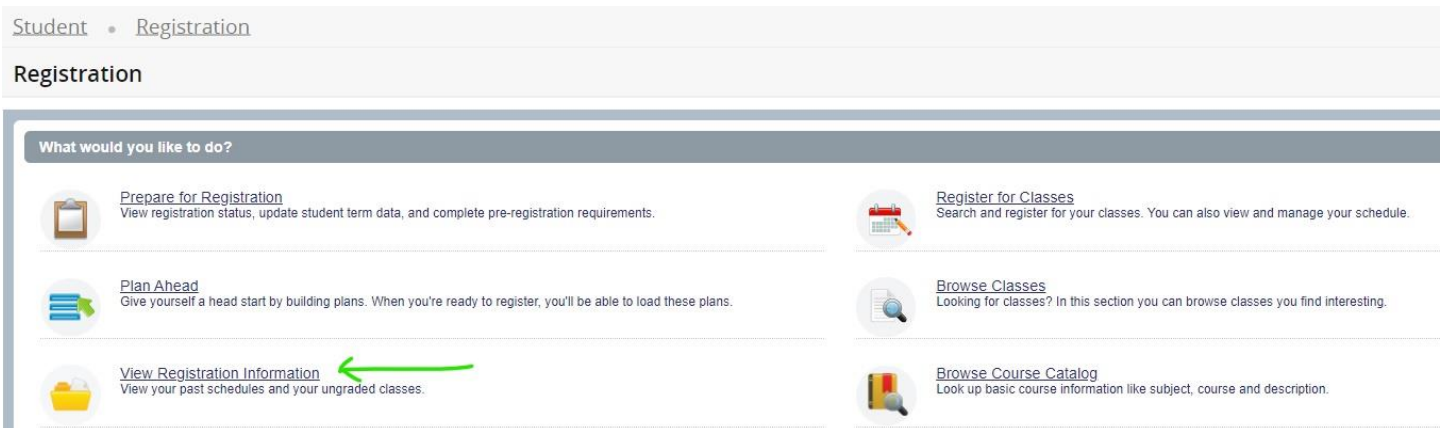 Student • Registration
Registration
What would you like to do?
Prepare for Registration
View registration status, update student term data, and complete pre-registration requirements.
Register for Classes
Search and register for your classes. You can also view and manage your schedule.
Plan Ahead
Give yourself a head start by building plans. When you're ready to register, you'll be able to load these plans.
Browse Classes
Looking for classes? In this section you can browse classes you find interesting.
View Registration Information
View your past schedules and your ungraded classes.
Browse Course Catalog
Look up basic course information like subject, course and description.